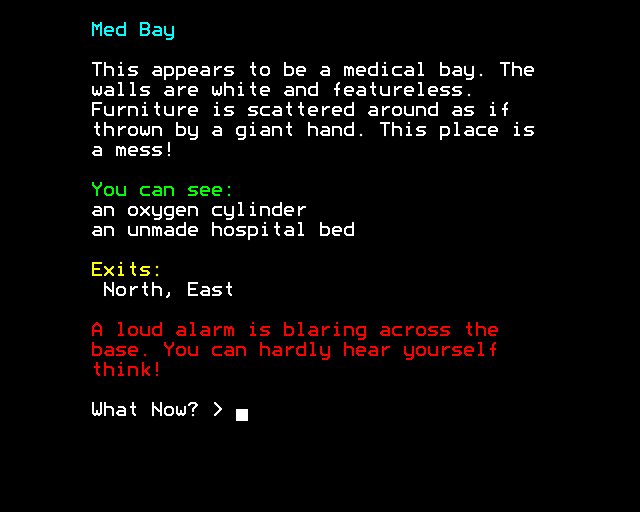 Med Bay
This appears to be a medical bay. The
walls are white and featureless.
Furniture is scattered around as if
thrown by a giant hand. This place is
a mess!
You can see:
an oxygen cylinder
an unmade hospital bed
Exits:
North, East
A loud alarm is blaring across the
base. You can hardly hear yourself
think!
What Now? >